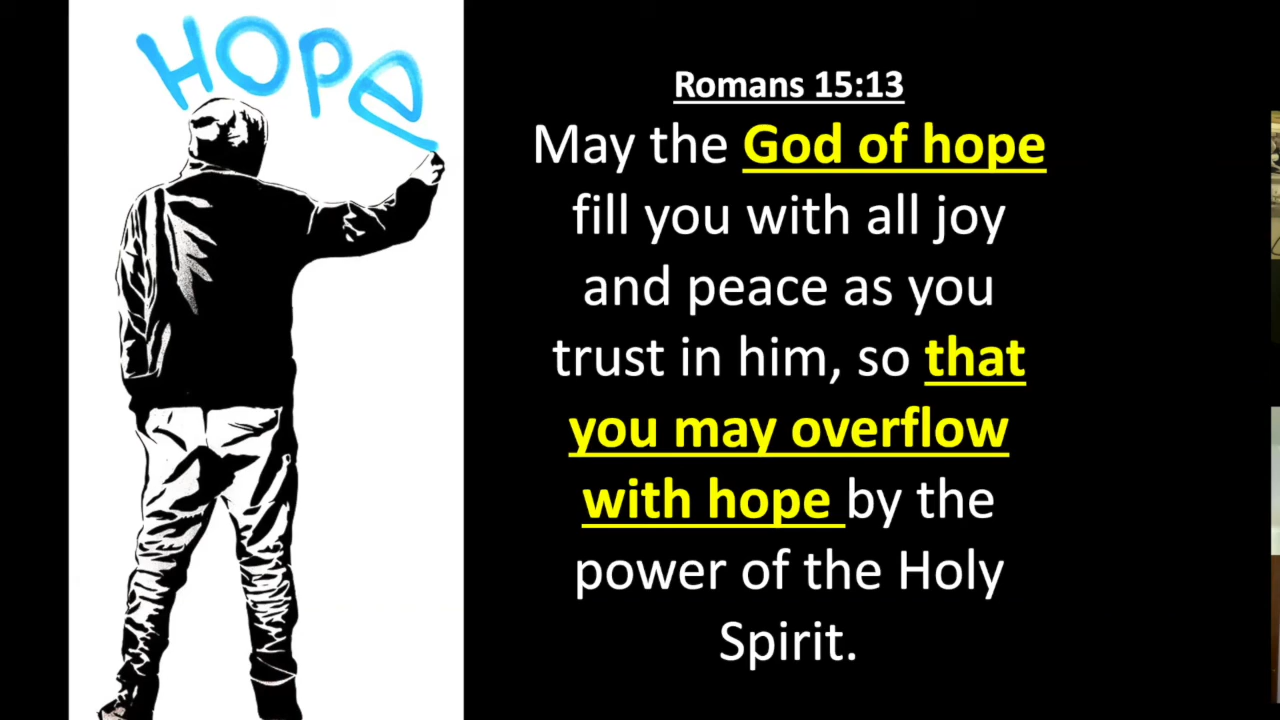 HOPe
Romans 15:13
May the God of hope
fill you with all joy
and peace as you
trust in him, so that
you may overflow
with hope by the
power of the Holy
Spirit.